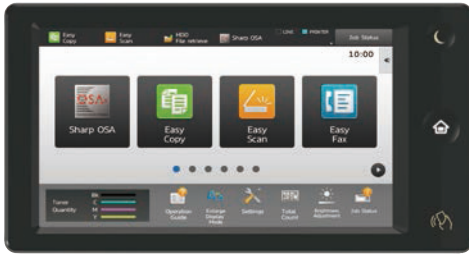 Easy Copy
Easy Scan
HDD File retrieve
Sharp OSA
LINE
PRINTER
Job Status
10:00
OSA
Sharp OSA
Easy Copy
Easy Scan
Easy Fax
Toner Quantity
Bk
C
M
Y
Operation Guide
Enlarge Display Mode
Settings
Total Count
Brightness Adjustment
Job Status